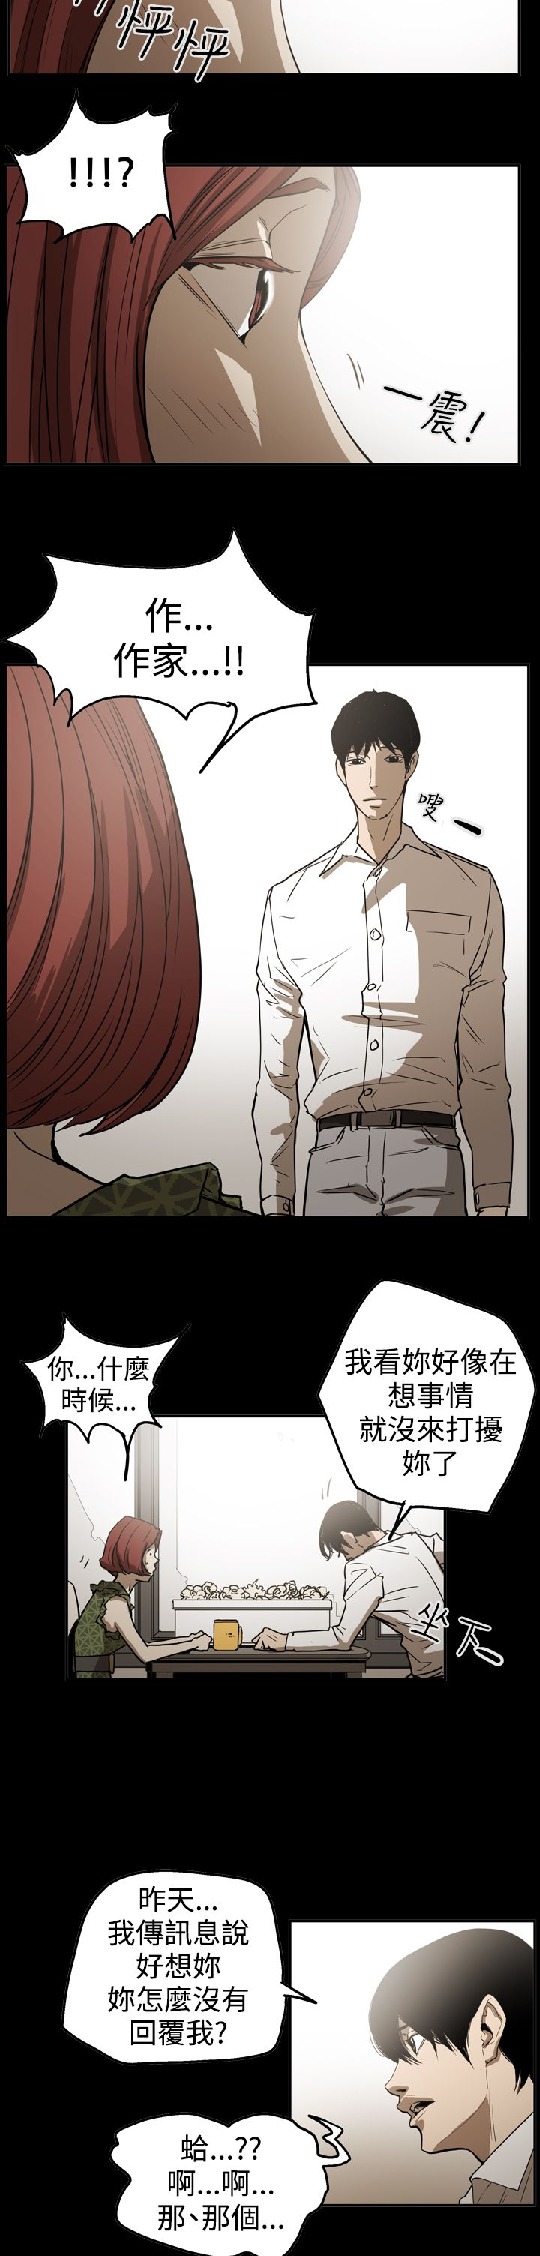 怦怦
!!!?
一震!
作...
作家...!!
嗖一
你...什麼
時候...
我看妳好像在
想事情
就沒來打擾
妳了
坐下~
昨天...
我傳訊息說
好想妳
妳怎麼沒有
回覆我?
蛤...??
啊...啊...
那、那個...